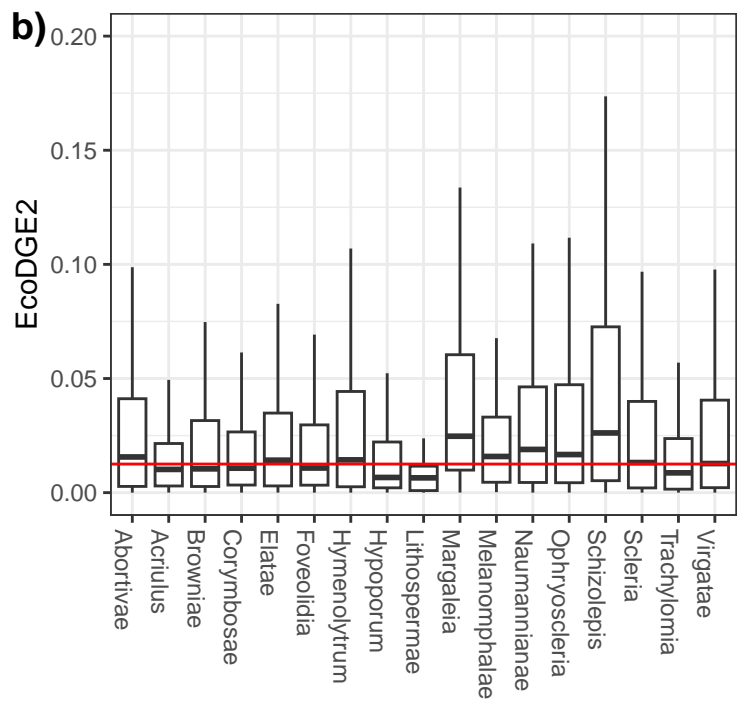 b)
0.20
0.15
0.10
0.05
0.00
EcoDGE2
Abortivae
Acriulus
Browniae
Corymbosae
Elatae
Foveolidia
Hymenolytrum
Hypoporum
Lithospermae
Margaleia
Melanomphalae
Naumannianae
Ophryoscleria
Schizolepis
Scleria
Trachylomia
Virgatae